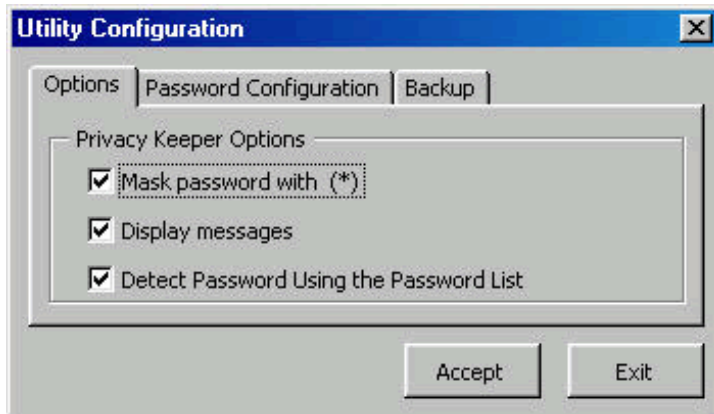 Utility Configuration
Options Password Configuration Backup
Privacy Keeper Options
Mask password with (*)
Display messages
Detect Password Using the Password List
Accept Exit